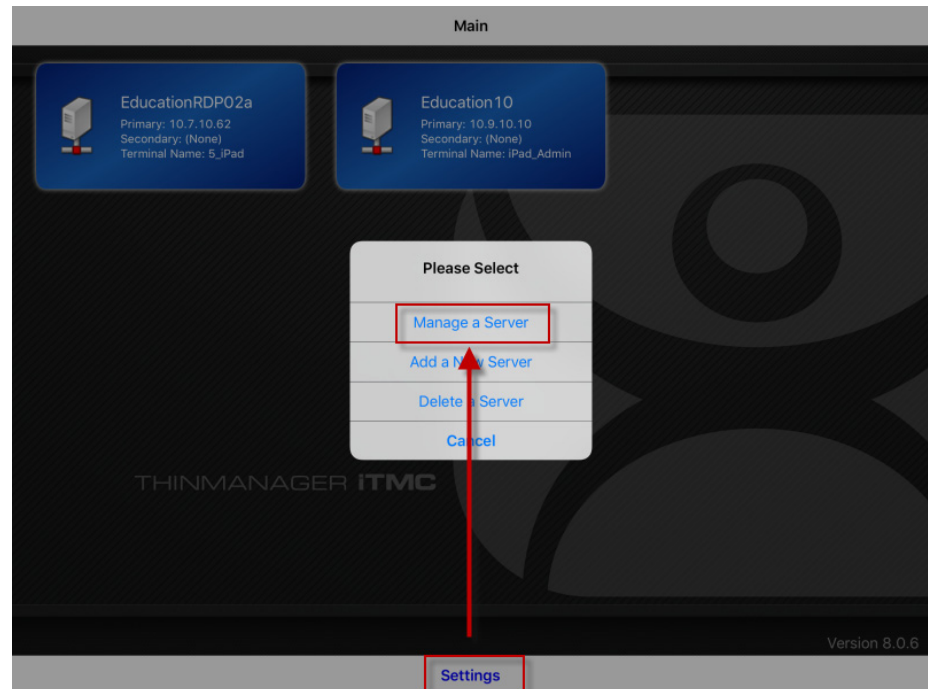 Main
EducationRDP02a
Primary: 10.7.10.62
Secondary: (None)
Terminal Name: 5_iPad
Education10
Primary: 10.9.10.10
Secondary: (None)
Terminal Name: iPad_Admin
Please Select
Manage a Server
Add a New Server
Delete a Server
Cancel
THINMANAGER iTMC
Version 8.0.6
Settings